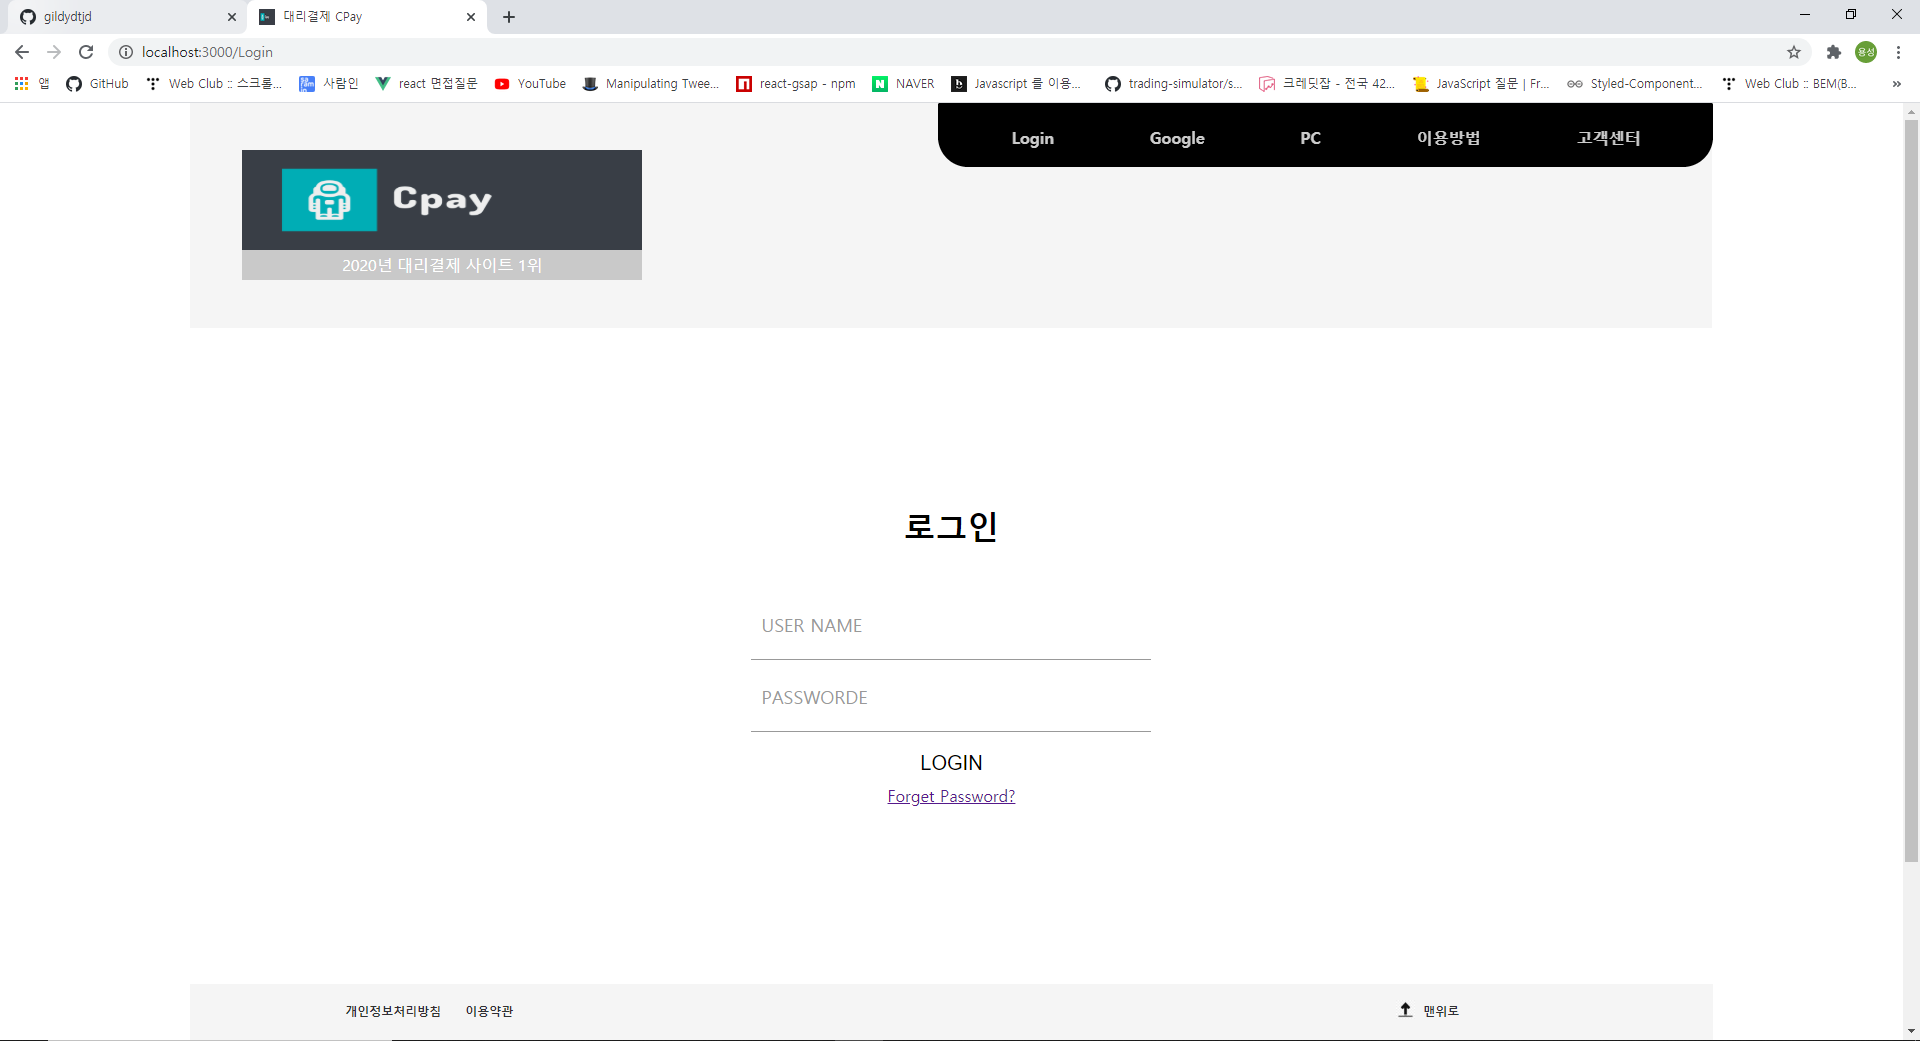 gildydtjd
대리결제 CPay
localhost:3000/Login
용성
앱
GitHub
Web Club :: 스크롤...
사람인
react 면접질문
YouTube
Manipulating Twee...
react-gsap - npm
NAVER
Javascript 를 이용...
trading-simulator/s...
크레딧잡 - 전국 42...
JavaScript 질문 | Fr...
Styled-Component...
Web Club :: BEM(B...
»
Login
Google
PC
이용방법
고객센터
Cpay
2020년 대리결제 사이트 1위
로그인
USER NAME
PASSWORDE
LOGIN
Forget Password?
개인정보처리방침
이용약관
맨위로